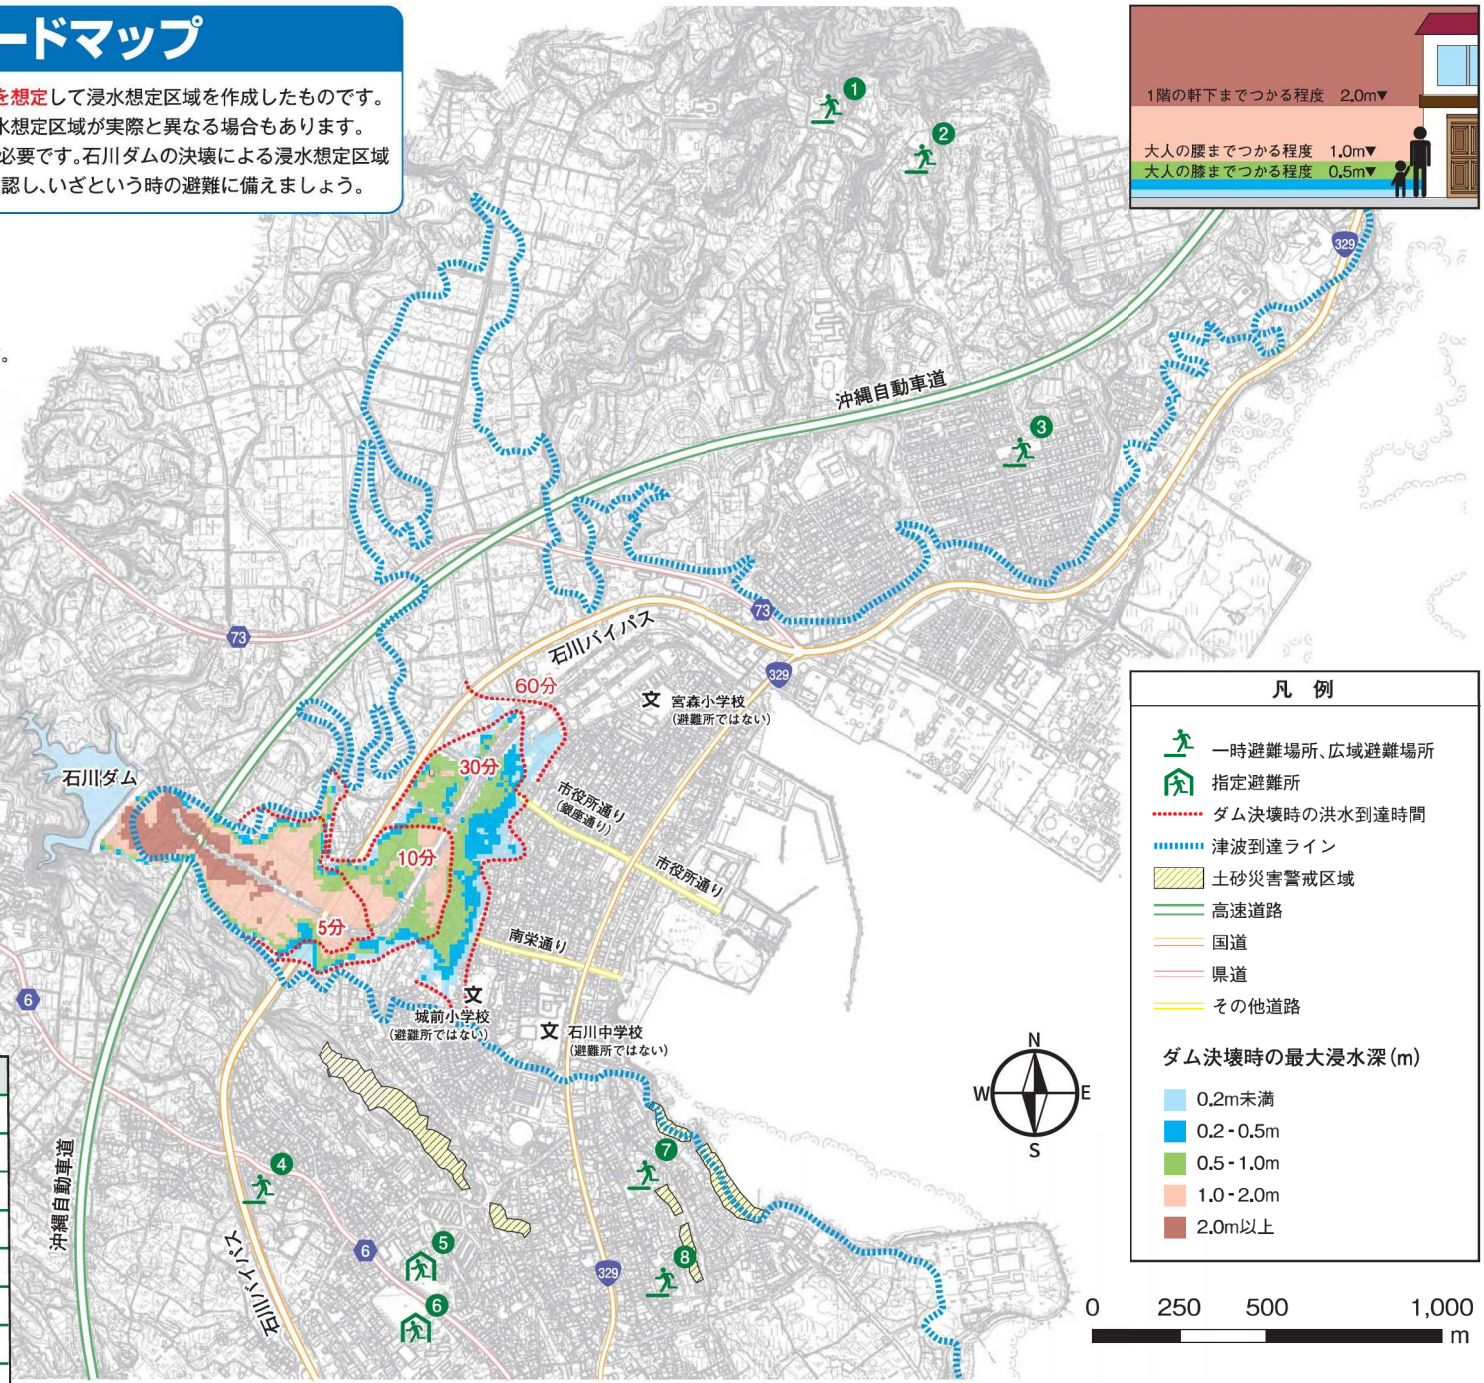 ードマップ
を想定して浸水想定区域を作成したものです。
水想定区域が実際と異なる場合もあります。
必要です。石川ダムの決壊による浸水想定区域
認し、いざという時の避難に備えましょう。
。
1階の軒下までつかる程度 2.0m▼
大人の腰までつかる程度 1.0m▼
大人の膝までつかる程度 0.5m▼
1
2
329
沖縄自動車道
3
73
73
石川バイパス
329
60分
文 宮森小学校
(避難所ではない)
石川ダム
30分
市役所通り
(銀座通り)
10分
市役所通り
5分
南栄通り
6
文
城前小学校
(避難所ではない)
文 石川中学校
(避難所ではない)
N
W
E
S
4
7
沖縄自動車道
石川バイパス
6
5
8
329
6
凡 例
一時避難場所、広域避難場所
指定避難所
ダム決壊時の洪水到達時間
津波到達ライン
土砂災害警戒区域
高速道路
国道
県道
その他道路
ダム決壊時の最大浸水深(m)
0.2m未満
0.2-0.5m
0.5-1.0m
1.0-2.0m
2.0m以上
0 250 500 1,000
m